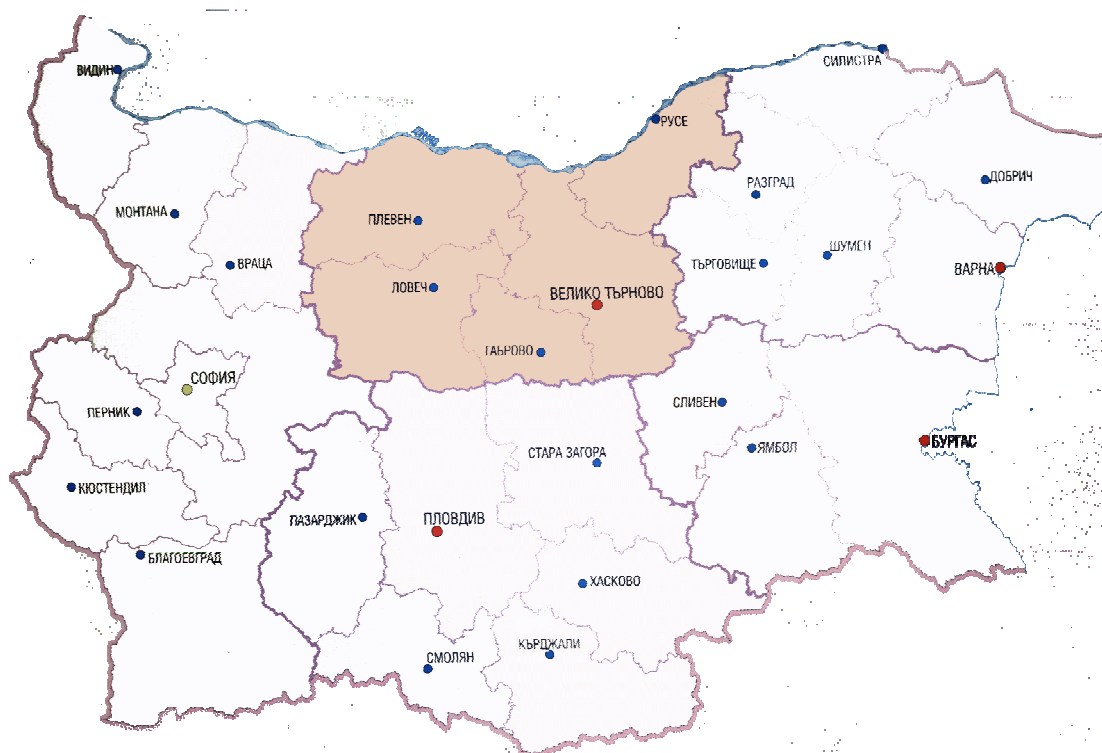 СИЛИСТРА
ВИДИН
РУСЕ
ДОБРИЧ
РАЗГРАД
МОНТАНА
ПЛЕВЕН
ШУМЕН
ВРАЦА
ТЪРГОВИЩЕ
ВАРНА
ЛОВЕЧ
ВЕЛИКО ТЪРНОВО
ГАБРОВО
СОФИЯ
ПЕРНИК
СЛИВЕН
БУРГАС
СТАРА ЗАГОРА
ЯМБОЛ
КЮСТЕНДИЛ
ПАЗАРДЖИК
ПЛОВДИВ
БЛАГОЕВГРАД
ХАСКОВО
КЪРДЖАЛИ
СМОЛЯН